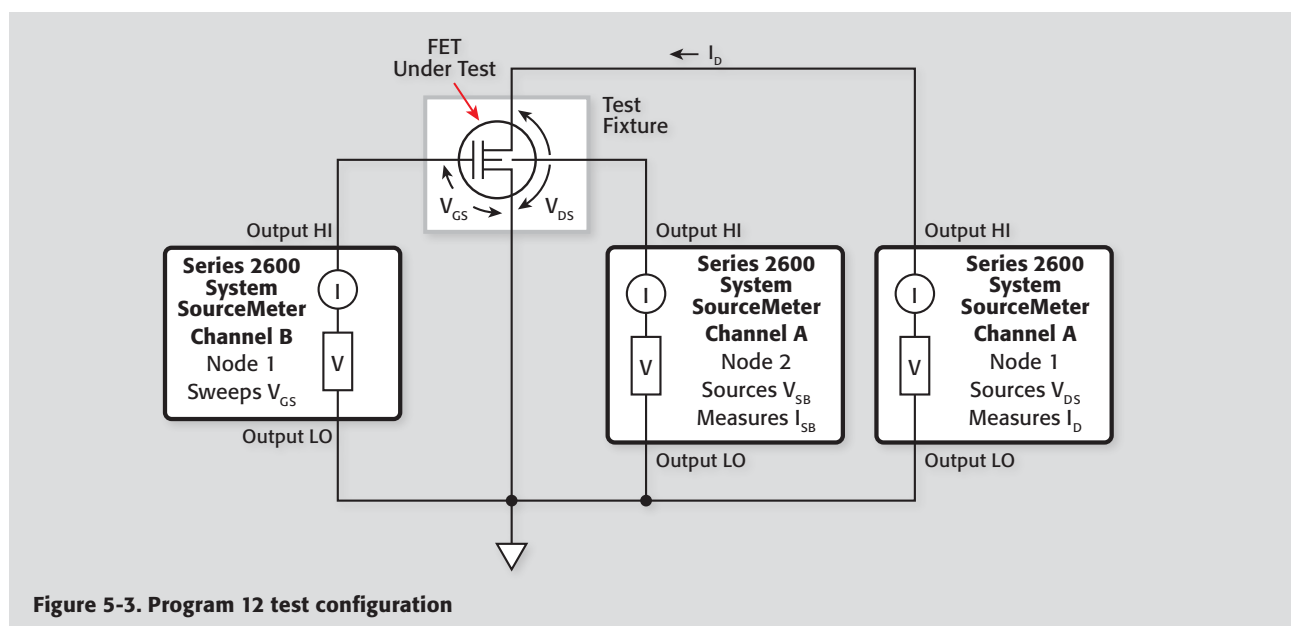 FET
Under Test
← I_D
Test
Fixture
V_GS
V_DS
Output HI
Series 2600
System
SourceMeter
Channel B
Node 1
Sweeps V_GS
I
V
Output LO
Output HI
I
V
Series 2600
System
SourceMeter
Channel A
Node 2
Sources V_SB
Measures I_SB
Output LO
Output HI
I
V
Series 2600
System
SourceMeter
Channel A
Node 1
Sources V_DS
Measures I_D
Output LO
Figure 5-3. Program 12 test configuration